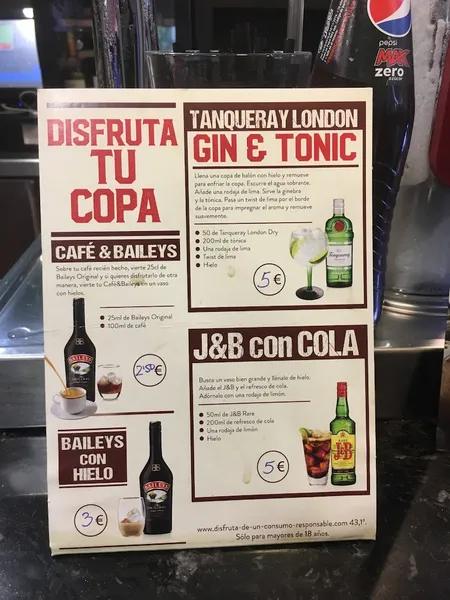 pepsi
MAX
zero
azúcar
DISFRUTA
TU
COPA
CAFÉ & BAILEYS
Sobre tu café recién hecho, vierte 25cl de
Baileys Original y si quieres disfrutarlo de otra
manera, vierte tu Café&Baileys en un vaso
con hielos.
25ml de Baileys Original
100ml de café
BAILEYS
2'50€
BAILEYS
CON
HIELO
BAILEYS
3€
TANQUERAY LONDON
GIN & TONIC
Llena una copa de balón con hielo y remueve
para enfriar la copa. Escurre el agua sobrante.
Añade una rodaja de lima. Sirve la ginebra
y la tónica. Pasa un twist de lima por el borde
de la copa para impregnar el aroma y remueve
suavemente.
50 de Tanqueray London Dry
200ml de tónica
Una rodaja de lima
Twist de lima
Hielo
Tanqueray
5€
J&B con COLA
Busca un vaso bien grande y llénalo de hielo.
Añade el J&B y el refresco de cola.
Adórnalo con una rodaja de limón.
50ml de J&B Rare
200ml de refresco de cola
Una rodaja de limón
Hielo
J&B
5€
www.disfruta-de-un-consumo-responsable.com 43,1º.
Sólo para mayores de 18 años.